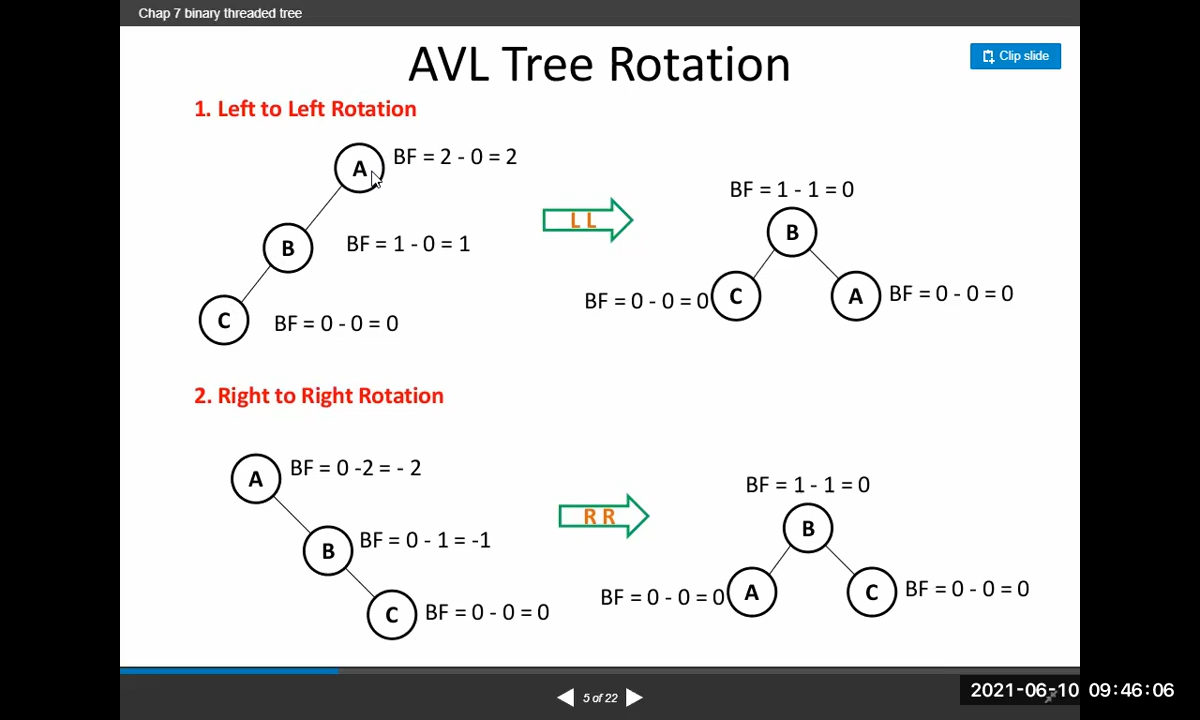 Chap 7 binary threaded tree
AVL Tree Rotation
Clip slide
1. Left to Left Rotation
A
BF = 2 - 0 = 2
B
BF = 1 - 0 = 1
C
BF = 0 - 0 = 0
L L
BF = 1 - 1 = 0
B
BF = 0 - 0 = 0
C
A
BF = 0 - 0 = 0
2. Right to Right Rotation
A
BF = 0 -2 = - 2
B
BF = 0 - 1 = -1
C
BF = 0 - 0 = 0
R R
BF = 1 - 1 = 0
B
BF = 0 - 0 = 0
A
C
BF = 0 - 0 = 0
5 of 22
2021-06-10 09:46:06